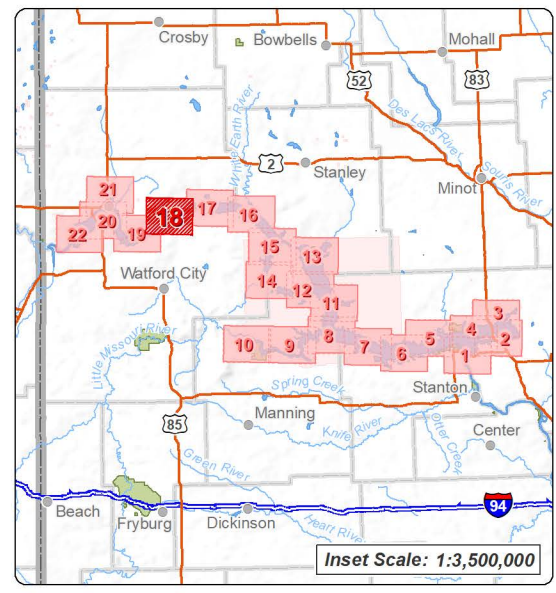 Crosby
Bowbells
Mohall
52
83
White Earth River
Des Lacs River
2
Stanley
Souris River
Minot
21
18
17
16
20
22
19
15
13
Watford City
14
12
11
3
4
2
Little Missouri River
8
5
10
9
7
6
1
Spring Creek
Stanton
85
Manning
Knife River
Otter Creek
Center
Green River
94
Beach
Fryburg
Dickinson
Heart River
Inset Scale: 1:3,500,000